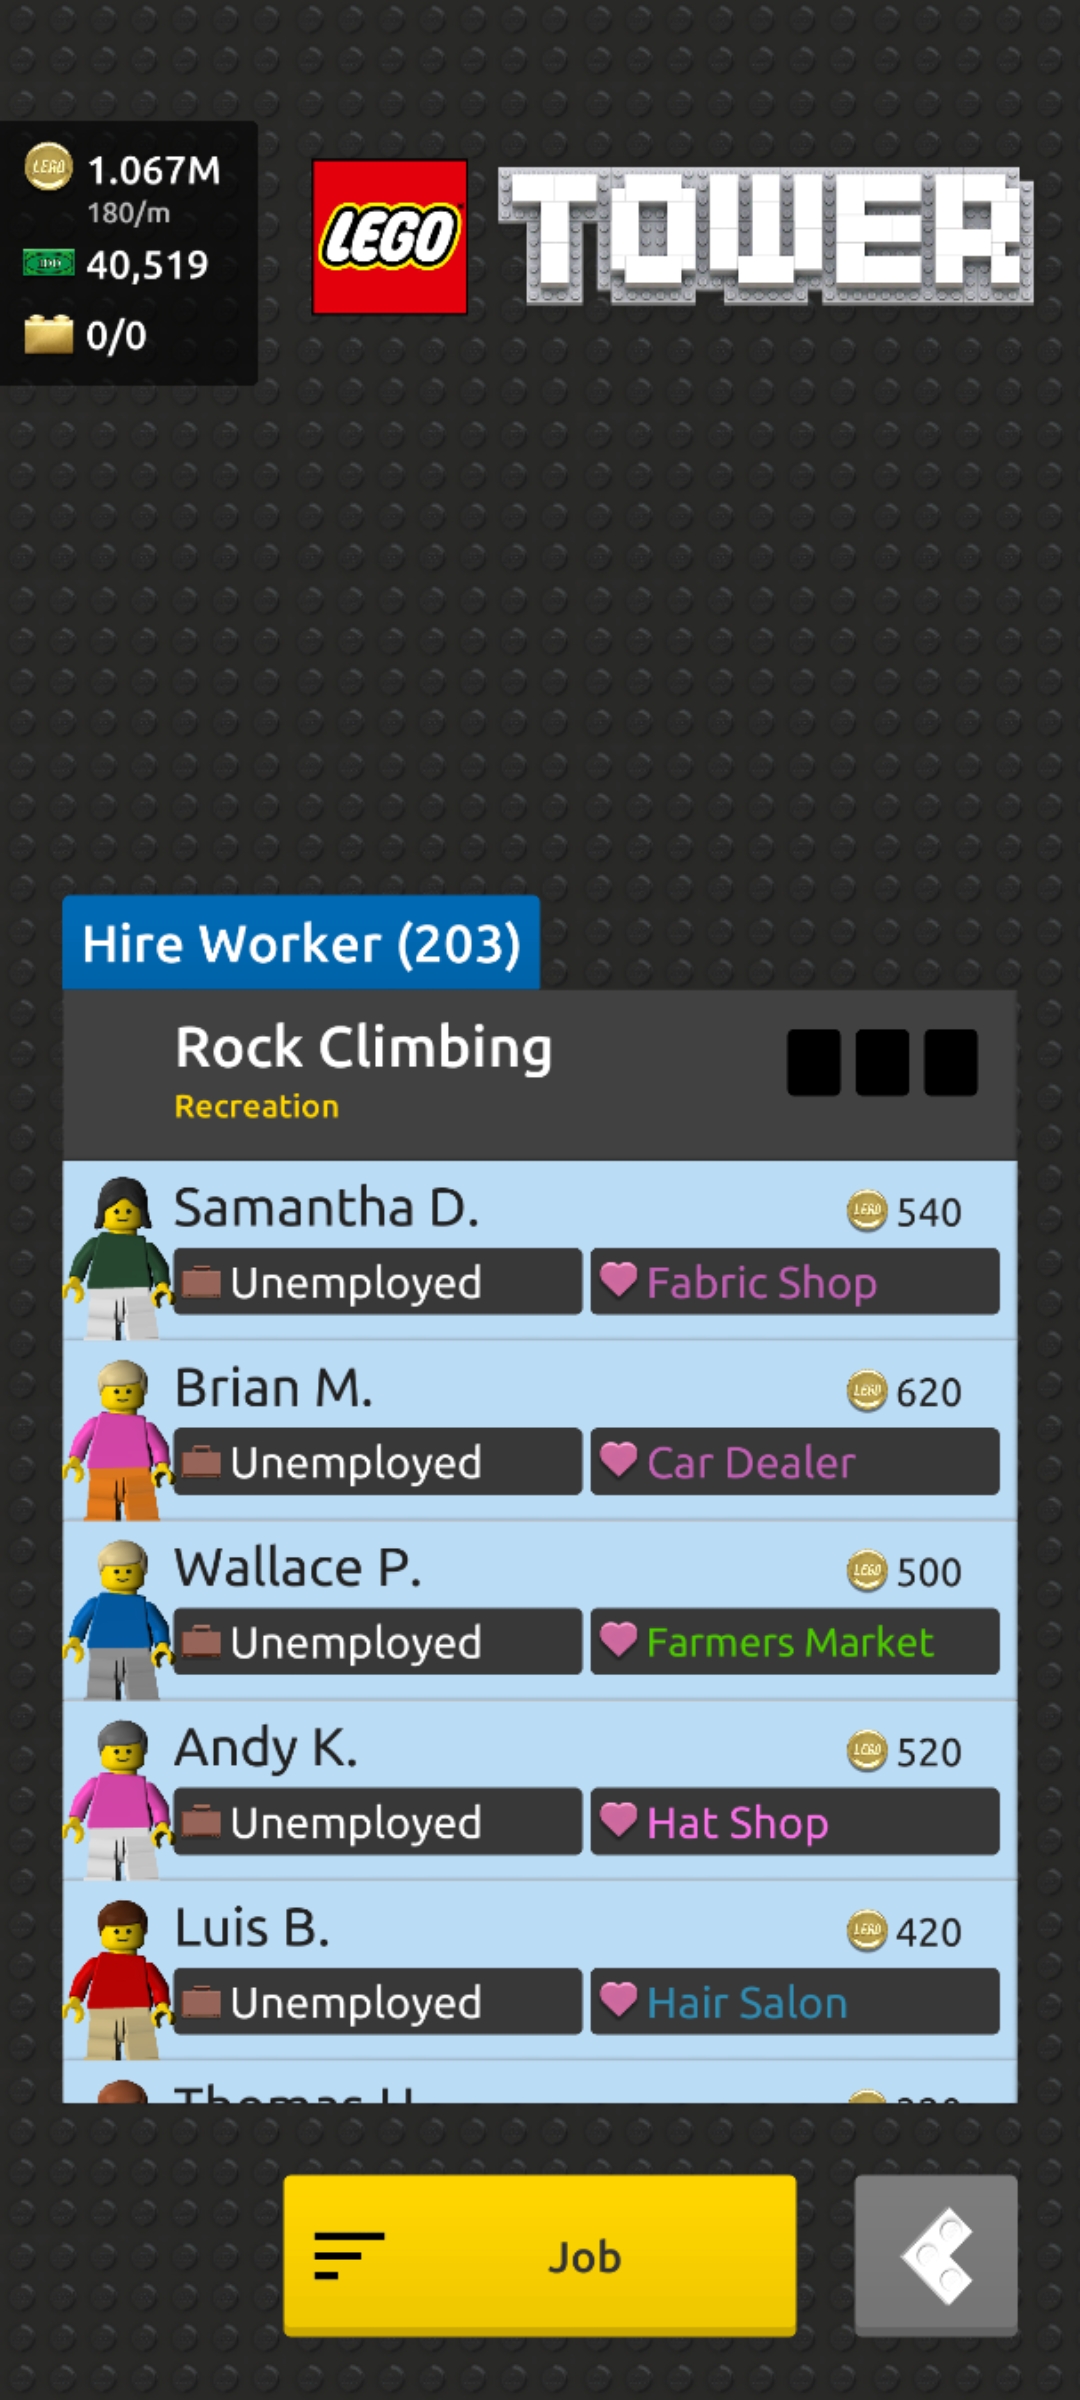 1.067M
180/m
40,519
0/0
LEGO
TOWER
Hire Worker (203)
Rock Climbing
Recreation
Samantha D.
540
Unemployed
Fabric Shop
Brian M.
620
Unemployed
Car Dealer
Wallace P.
500
Unemployed
Farmers Market
Andy K.
520
Unemployed
Hat Shop
Luis B.
420
Unemployed
Hair Salon
Thomas
Job